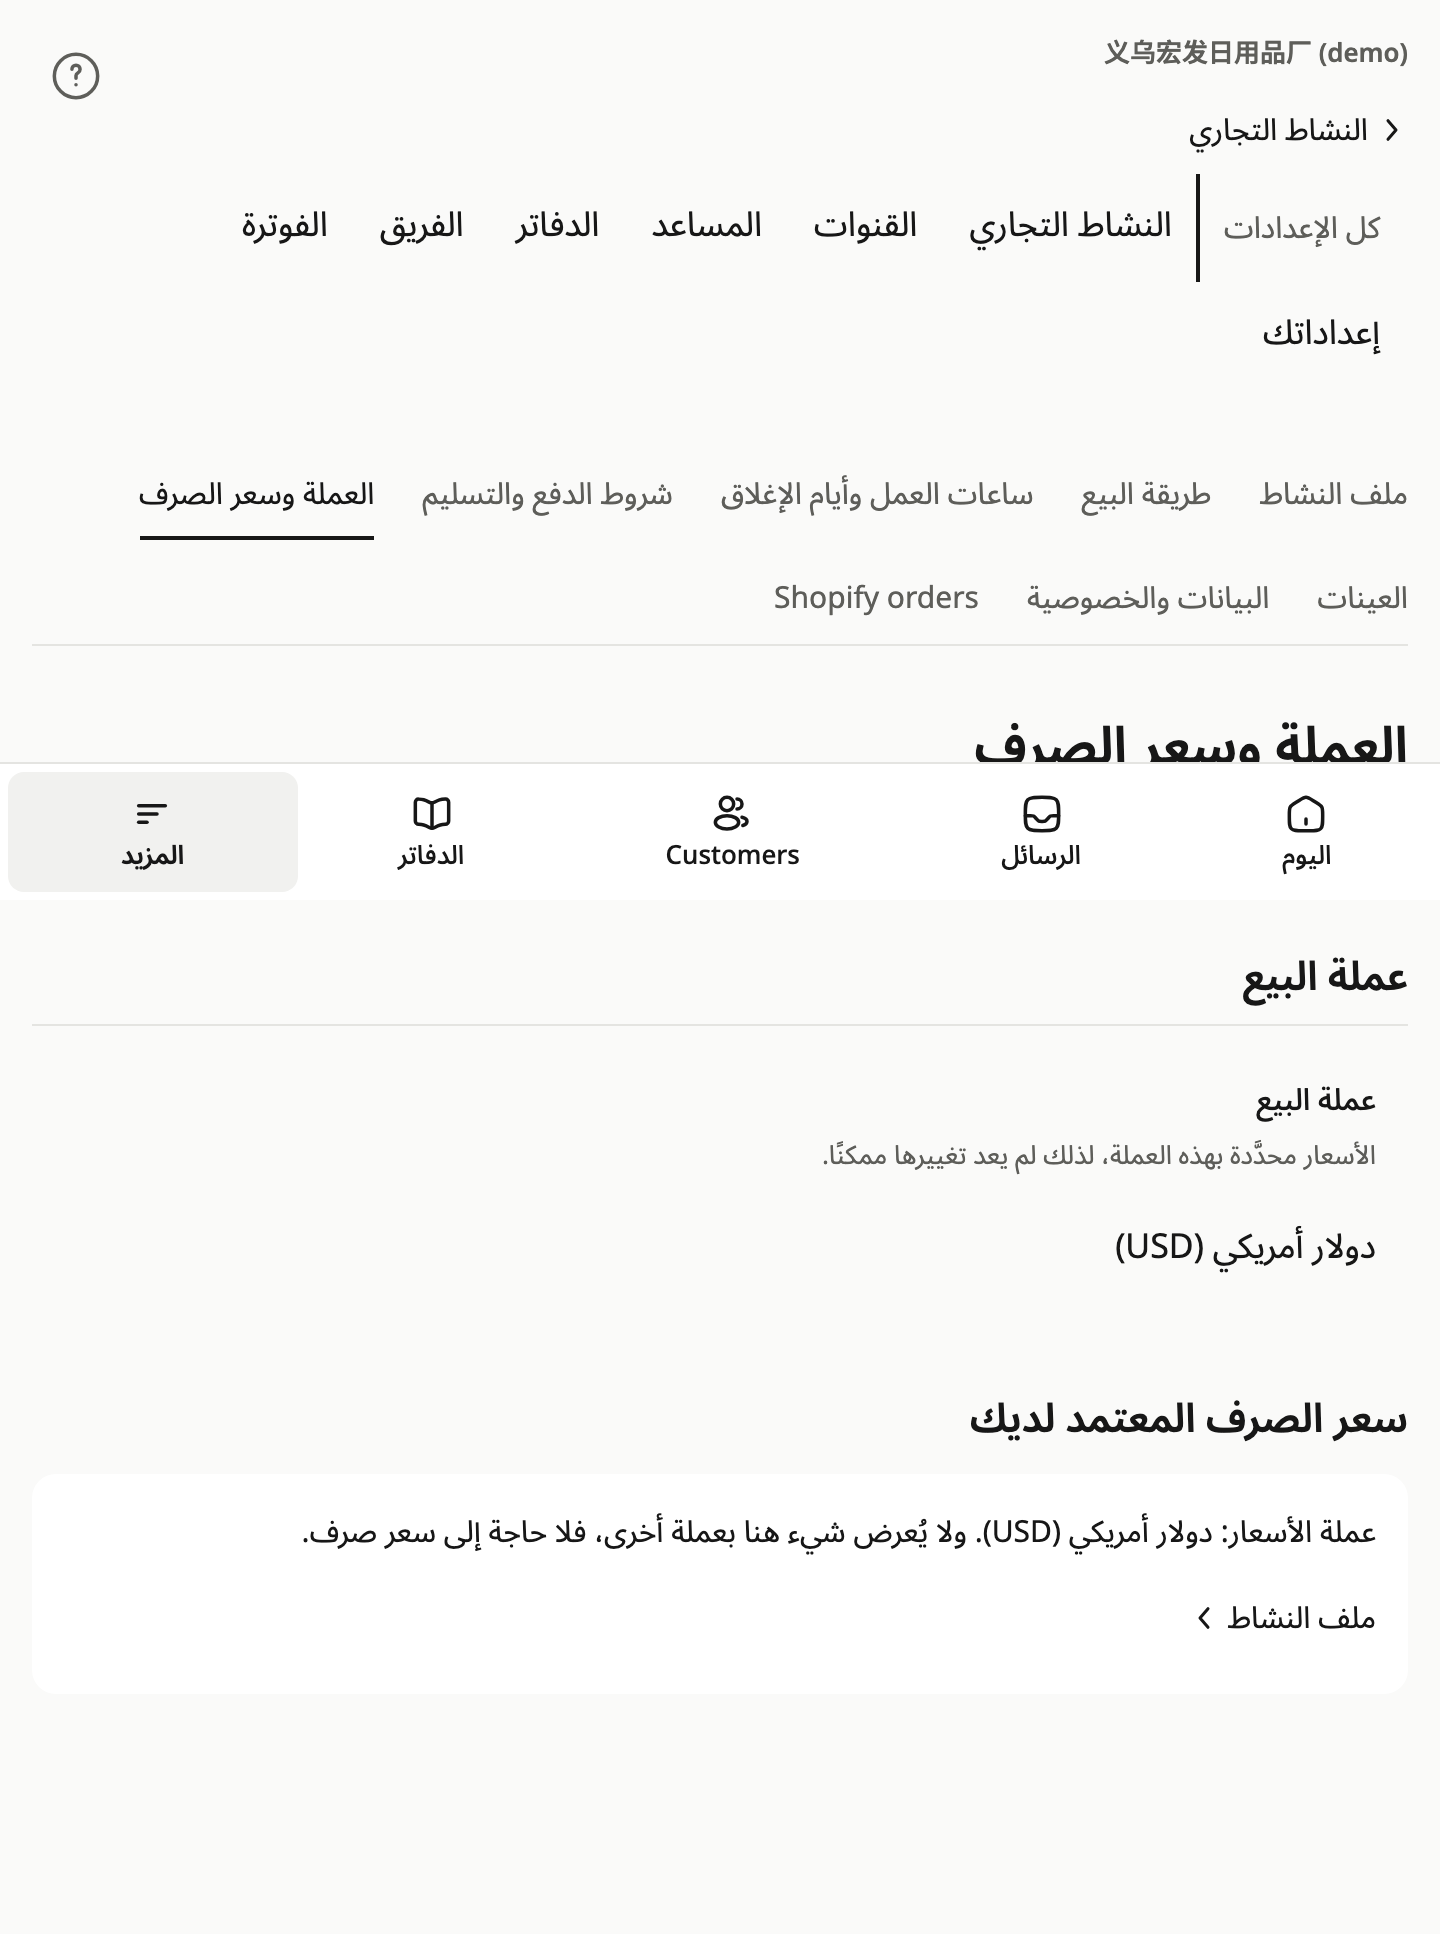 义乌宏发日用品厂 (demo)
النشاط التجاري
كل الإعدادات النشاط التجاري القنوات المساعد الدفاتر الفريق الفوترة
إعداداتك
ملف النشاط طريقة البيع ساعات العمل وأيام الإغلاق شروط الدفع والتسليم العملة وسعر الصرف
العينات البيانات والخصوصية Shopify orders
العملة وسعر الصرف
اليوم الرسائل Customers الدفاتر المزيد
عملة البيع
عملة البيع
الأسعار محدَّدة بهذه العملة، لذلك لم يعد تغييرها ممكنًا.
دولار أمريكي (USD)
سعر الصرف المعتمد لديك
عملة الأسعار: دولار أمريكي (USD). ولا يُعرض شيء هنا بعملة أخرى، فلا حاجة إلى سعر صرف.
ملف النشاط